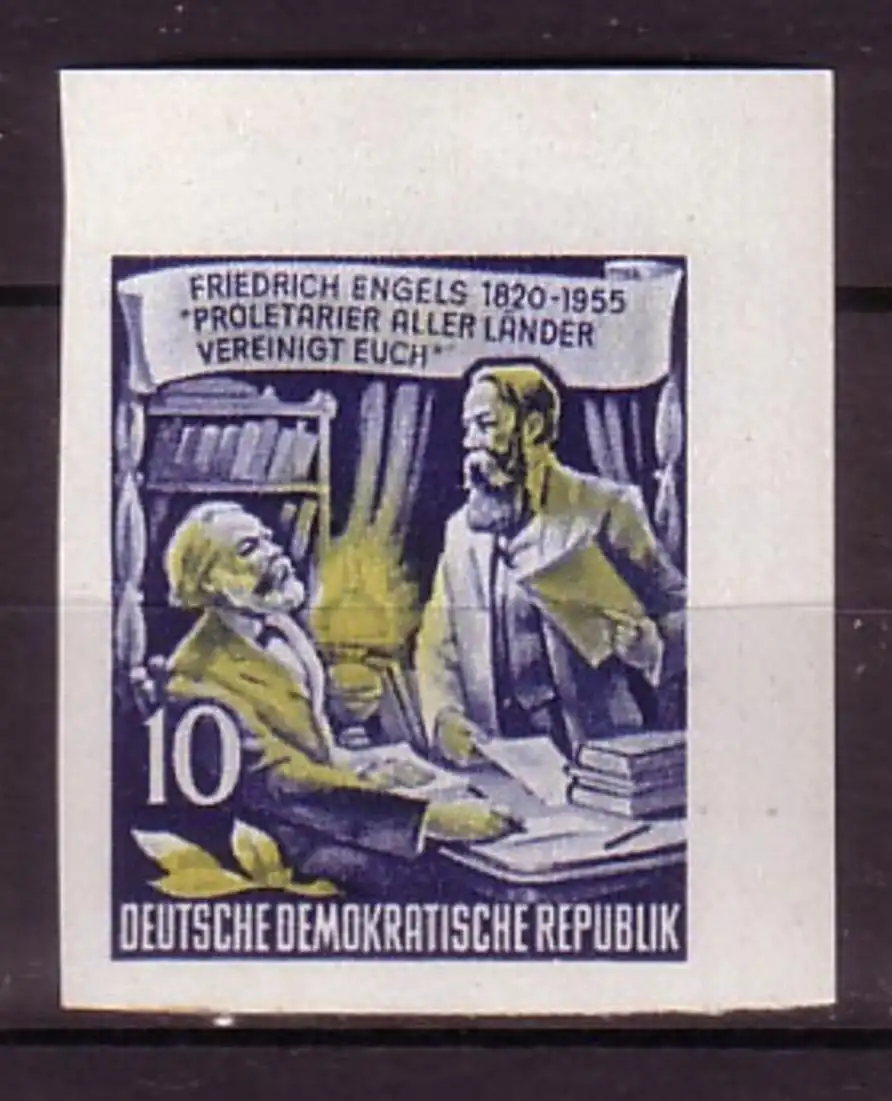 FRIEDRICH ENGELS 1820-1955
"PROLETARIER ALLER LÄNDER
VEREINIGT EUCH"
10
DEUTSCHE DEMOKRATISCHE REPUBLIK